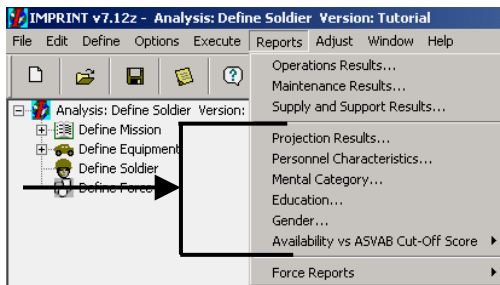 IMPRINT v7.12z - Analysis: Define Soldier Version: Tutorial
File Edit Define Options Execute Reports Adjust Window Help
Operations Results...
Maintenance Results...
Supply and Support Results...
Projection Results...
Personnel Characteristics...
Mental Category...
Education...
Gender...
Availability vs ASVAB Cut-Off Score
Force Reports
Analysis: Define Soldier Version:
Define Mission
Define Equipment
Define Soldier
Define Force